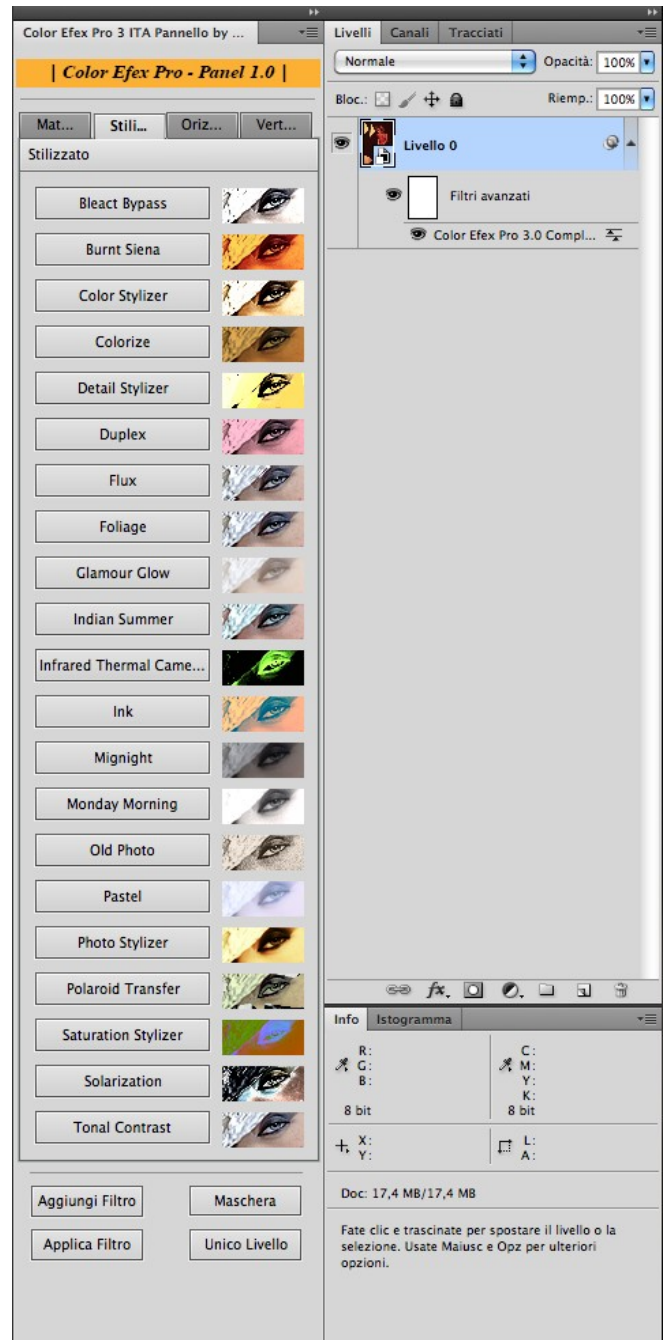 Color Efex Pro 3 ITA Pannello by ...
| Color Efex Pro - Panel 1.0 |
Mat... Stili... Oriz... Vert...
Stilizzato
Bleact Bypass
Burnt Siena
Color Stylizer
Colorize
Detail Stylizer
Duplex
Flux
Foliage
Glamour Glow
Indian Summer
Infrared Thermal Came...
Ink
Mignight
Monday Morning
Old Photo
Pastel
Photo Stylizer
Polaroid Transfer
Saturation Stylizer
Solarization
Tonal Contrast
Aggiungi Filtro Maschera
Applica Filtro Unico Livello
Livelli Canali Tracciati
Normale Opacità: 100%
Bloc.: Riemp.: 100%
Livello 0
Filtri avanzati
Color Efex Pro 3.0 Compl...
fx.
Info Istogramma
R: C:
G: M:
B: Y:
K:
8 bit 8 bit
X: L:
Y: A:
Doc: 17,4 MB/17,4 MB
Fate clic e trascinate per spostare il livello o la
selezione. Usate Maiusc e Opz per ulteriori
opzioni.